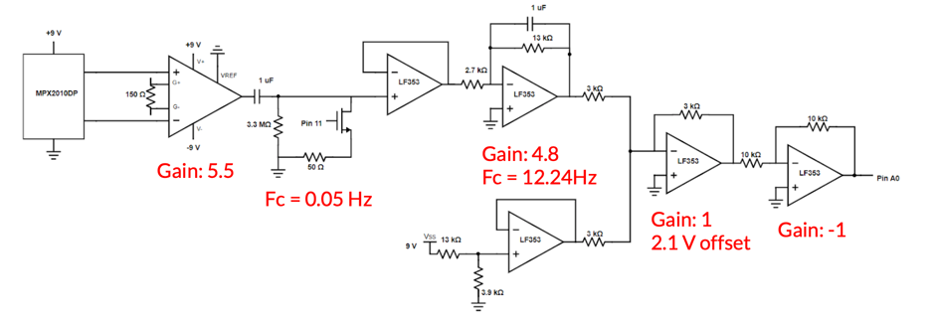 +9 V
MPX2010DP
150 Ω
+
G+
G-
-
+9 V
V+
VREF
V-
-9 V
Gain: 5.5
1 uF
3.3 MΩ
Pin 11
50 Ω
Fc = 0.05 Hz
-
LF353
+
2.7 kΩ
1 uF
13 kΩ
-
LF353
+
Gain: 4.8
Fc = 12.24Hz
3 kΩ
9 V
Vss
13 kΩ
3.9 kΩ
-
LF353
+
3 kΩ
3 kΩ
-
LF353
+
Gain: 1
2.1 V offset
10 kΩ
10 kΩ
-
LF353
+
Gain: -1
Pin A0